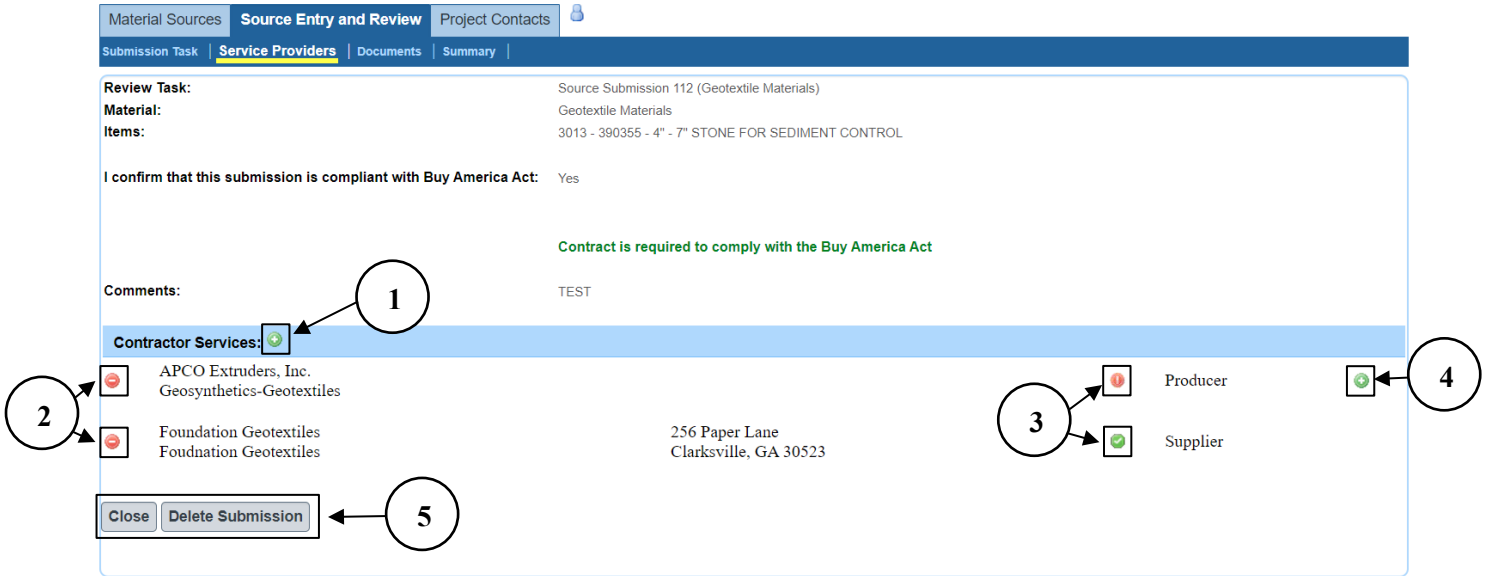 Material Sources Source Entry and Review Project Contacts
Submission Task Service Providers Documents Summary
Review Task: Source Submission 112 (Geotextile Materials)
Material: Geotextile Materials
Items: 3013 - 390355 - 4" - 7" STONE FOR SEDIMENT CONTROL
I confirm that this submission is compliant with Buy America Act: Yes
Contract is required to comply with the Buy America Act
Comments: TEST
1
Contractor Services:
APCO Extruders, Inc.
Geosynthetics-Geotextiles
Producer
4
2
3
Foundation Geotextiles 256 Paper Lane
Foudnation Geotextiles Clarksville, GA 30523
Supplier
Close Delete Submission
5